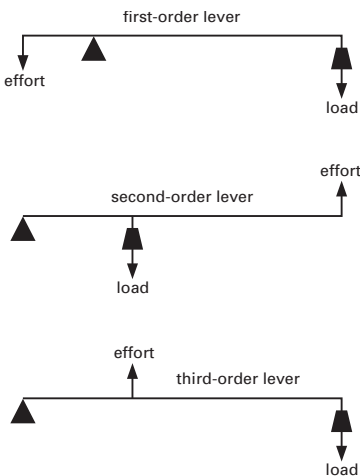 first-order lever
effort
load
effort
second-order lever
load
effort
third-order lever
load